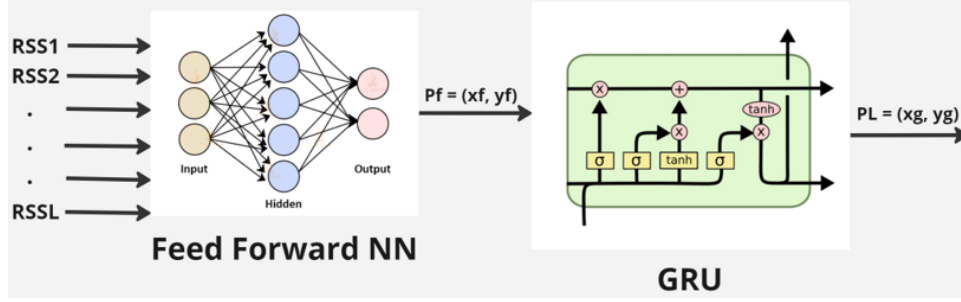 RSS1
RSS2
.
.
.
RSSL
Input
Hidden
Output
Feed Forward NN
Pf = (xf, yf)
x
+
tanh
x
x
σ
σ
tanh
σ
GRU
PL = (xg, yg)